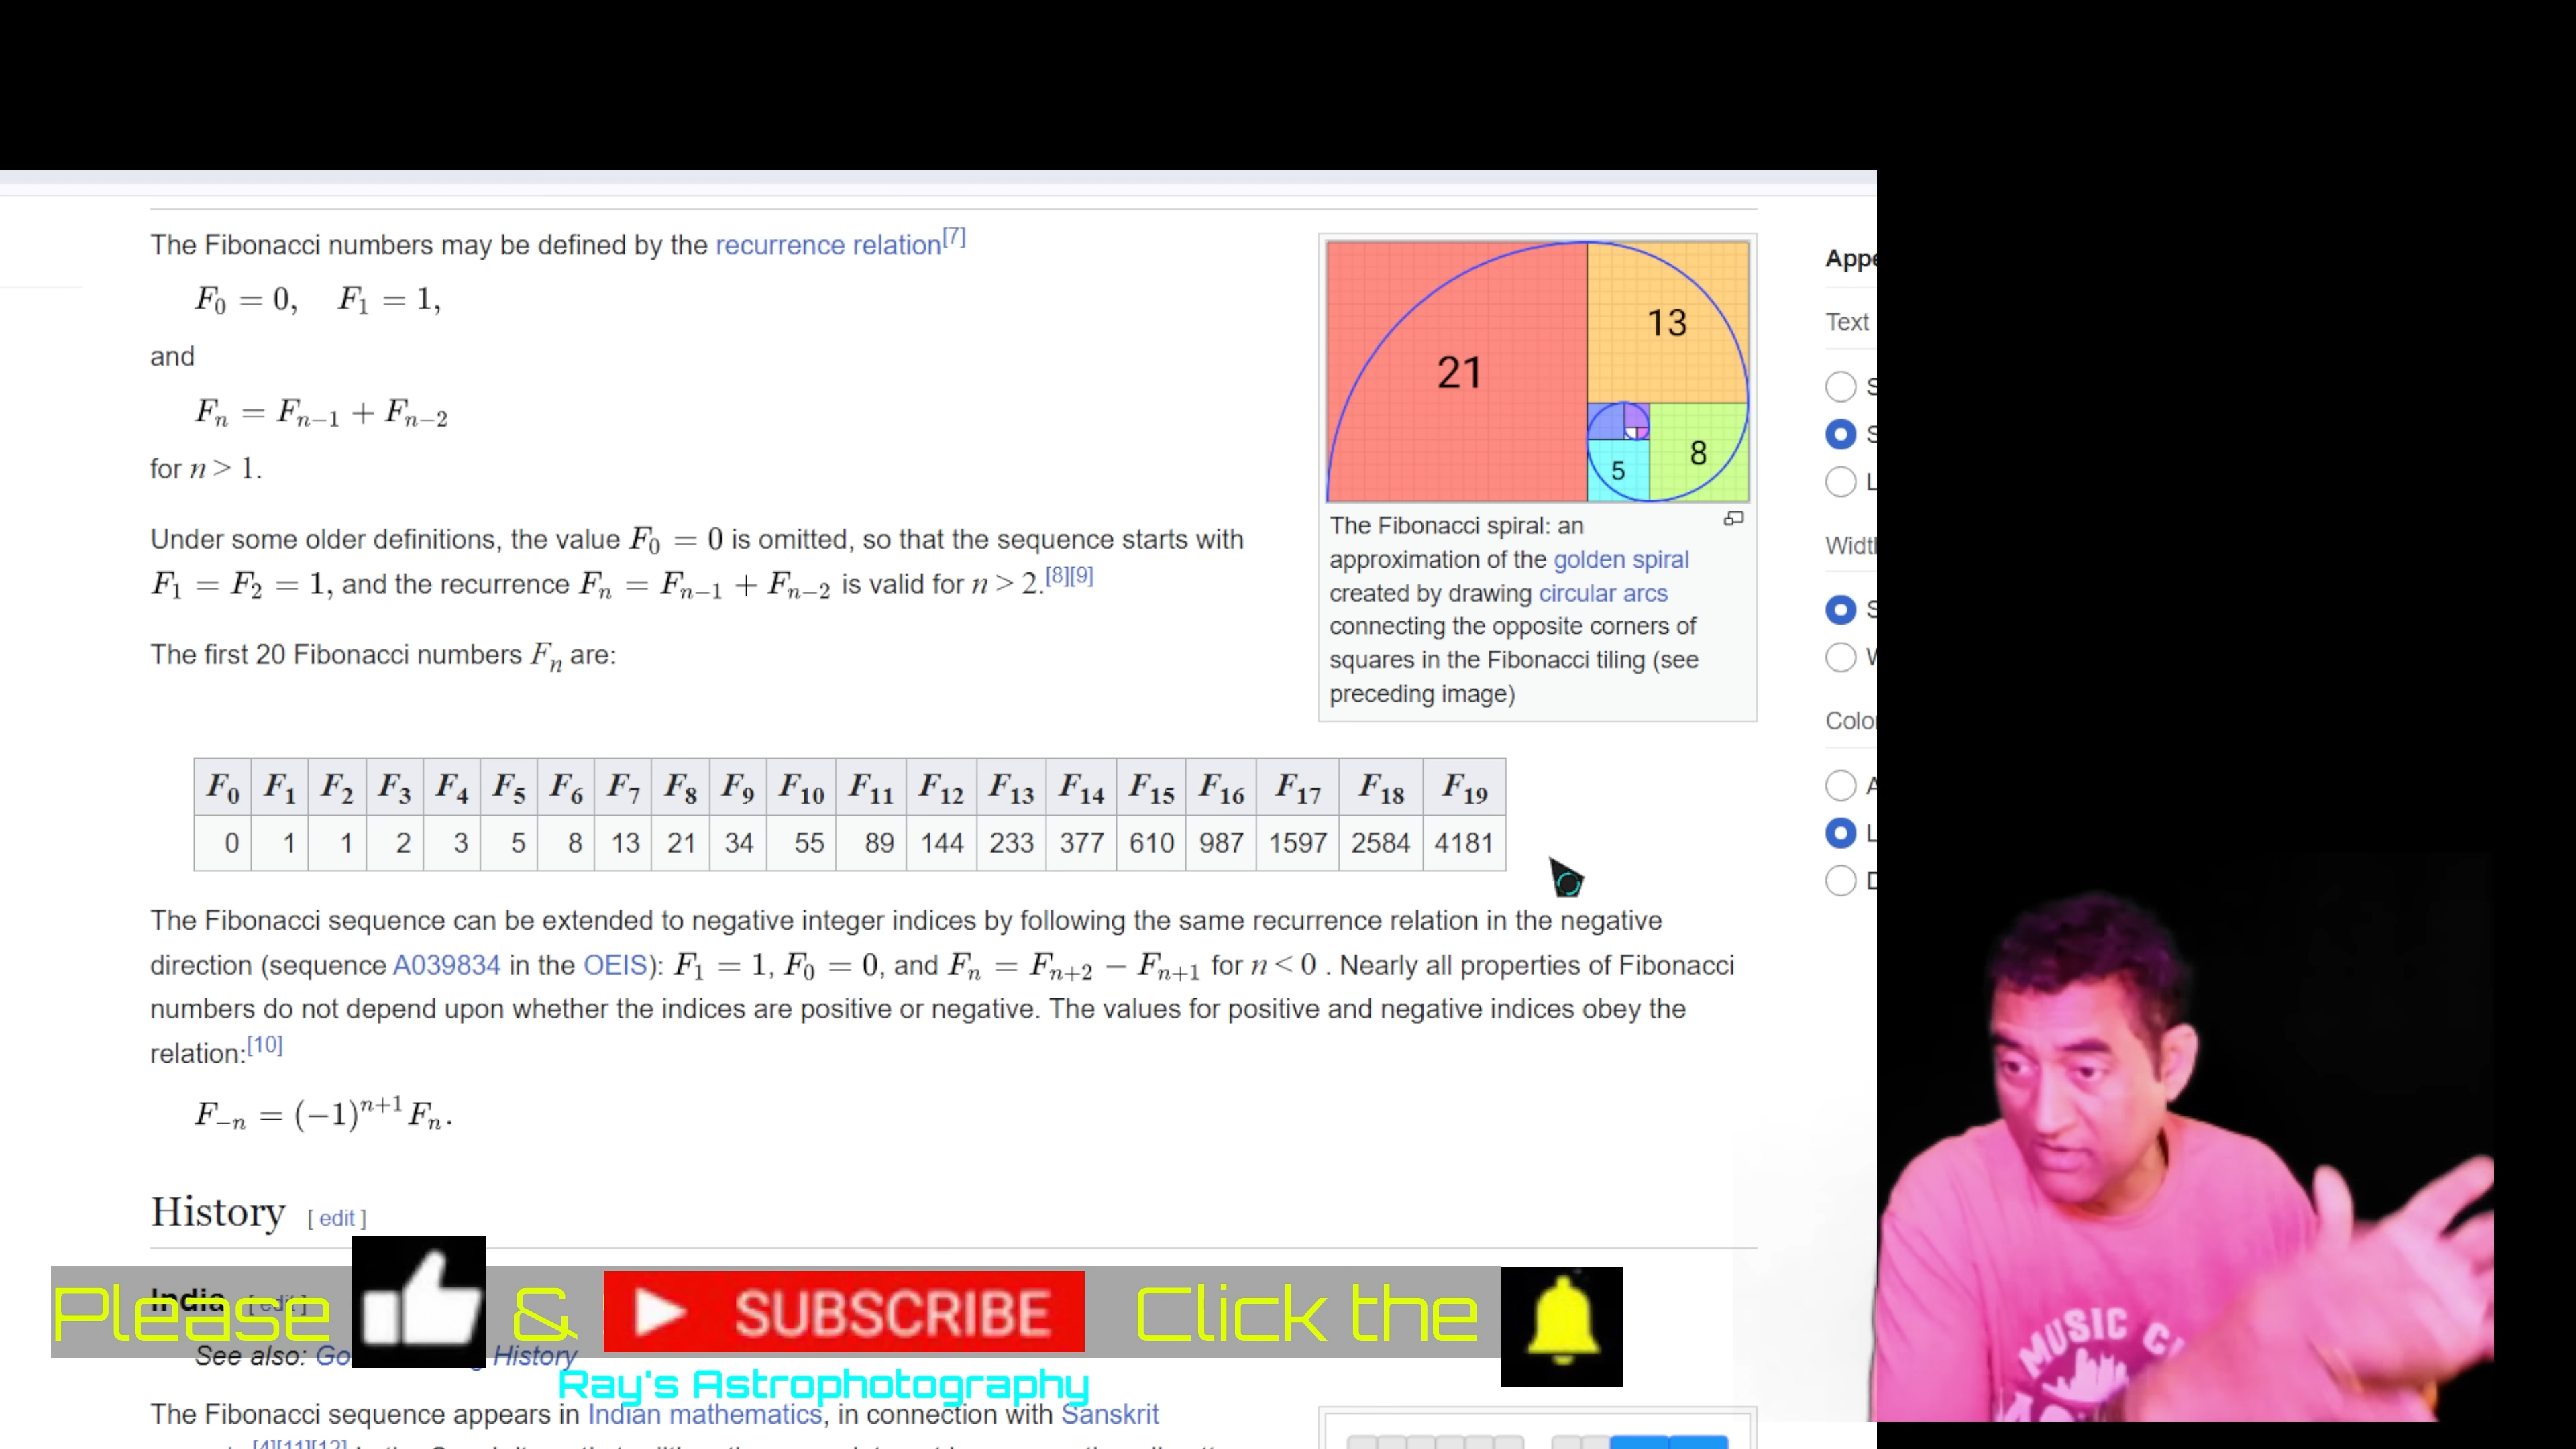 The Fibonacci numbers may be defined by the recurrence relation[7]
F0 = 0, F1 = 1,
and
Fn = Fn−1 + Fn−2
for n > 1.
Under some older definitions, the value F0 = 0 is omitted, so that the sequence starts with
F1 = F2 = 1, and the recurrence Fn = Fn−1 + Fn−2 is valid for n > 2.[8][9]
The first 20 Fibonacci numbers Fn are:
21
13
8
5
The Fibonacci spiral: an
approximation of the golden spiral
created by drawing circular arcs
connecting the opposite corners of
squares in the Fibonacci tiling (see
preceding image)
F0 F1 F2 F3 F4 F5 F6 F7 F8 F9 F10 F11 F12 F13 F14 F15 F16 F17 F18 F19
0 1 1 2 3 5 8 13 21 34 55 89 144 233 377 610 987 1597 2584 4181
The Fibonacci sequence can be extended to negative integer indices by following the same recurrence relation in the negative
direction (sequence A039834 in the OEIS): F1 = 1, F0 = 0, and Fn = Fn+2 − Fn+1 for n < 0 . Nearly all properties of Fibonacci
numbers do not depend upon whether the indices are positive or negative. The values for positive and negative indices obey the
relation:[10]
F−n = (−1)^n+1 Fn.
History [ edit ]
India [ edit ]
Please & SUBSCRIBE Click the
See also: Go History
Ray's Astrophotography
The Fibonacci sequence appears in Indian mathematics, in connection with Sanskrit
[4][11][12]
Text
MUSIC